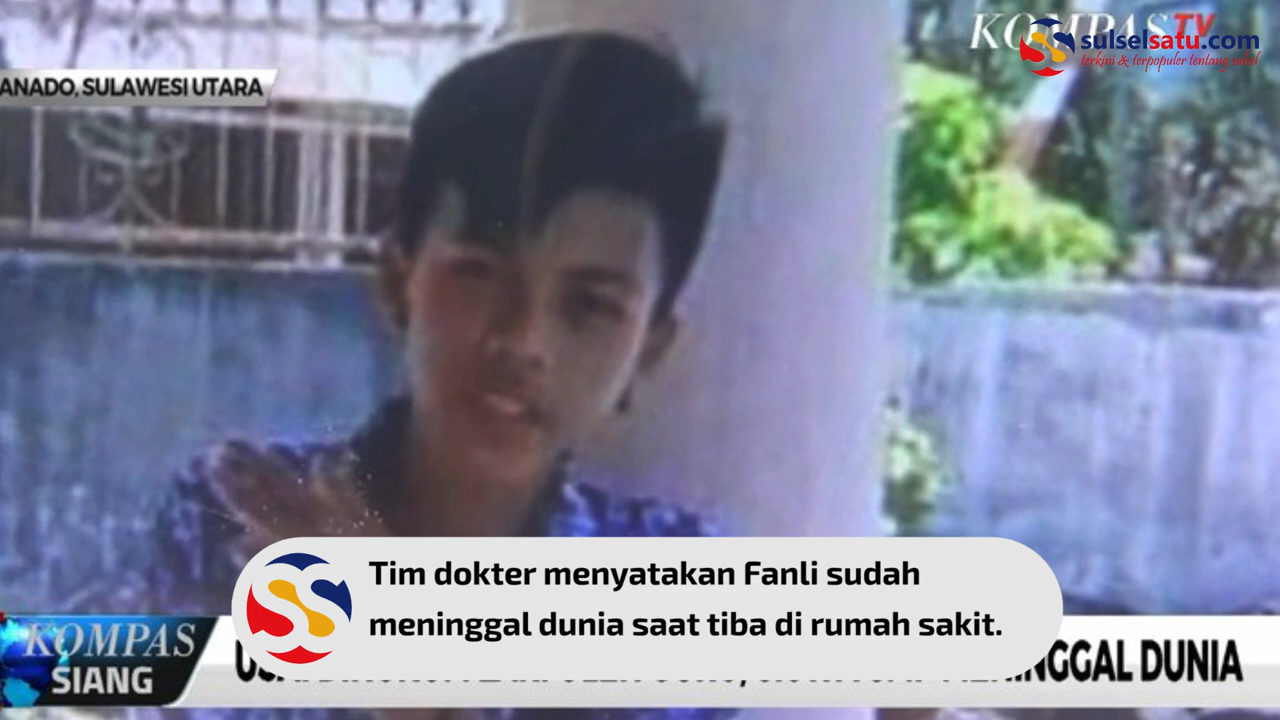 KOMPAS TV
sulselsatu.com
terkini & terpopuler tentang sulsel
ANADO, SULAWESI UTARA
Tim dokter menyatakan Fanli sudah
meninggal dunia saat tiba di rumah sakit.
KOMPAS
SIANG
NGGAL DUNIA